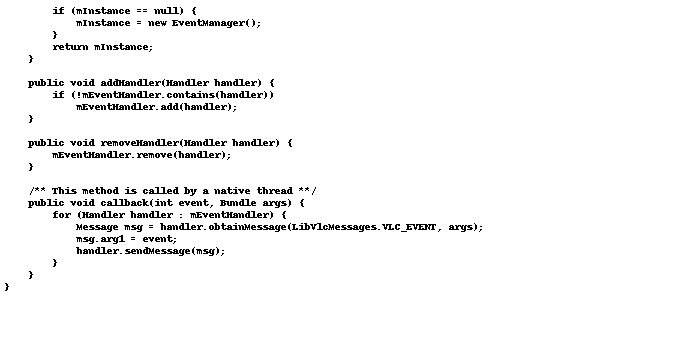 if (mInstance == null) {
            mInstance = new EventManager();
        }
        return mInstance;
    }

    public void addHandler(Handler handler) {
        if (!mEventHandler.contains(handler))
            mEventHandler.add(handler);
    }

    public void removeHandler(Handler handler) {
        mEventHandler.remove(handler);
    }

    /** This method is called by a native thread **/
    public void callback(int event, Bundle args) {
        for (Handler handler : mEventHandler) {
            Message msg = handler.obtainMessage(LibVlcMessages.VLC_EVENT, args);
            msg.arg1 = event;
            handler.sendMessage(msg);
        }
    }
}